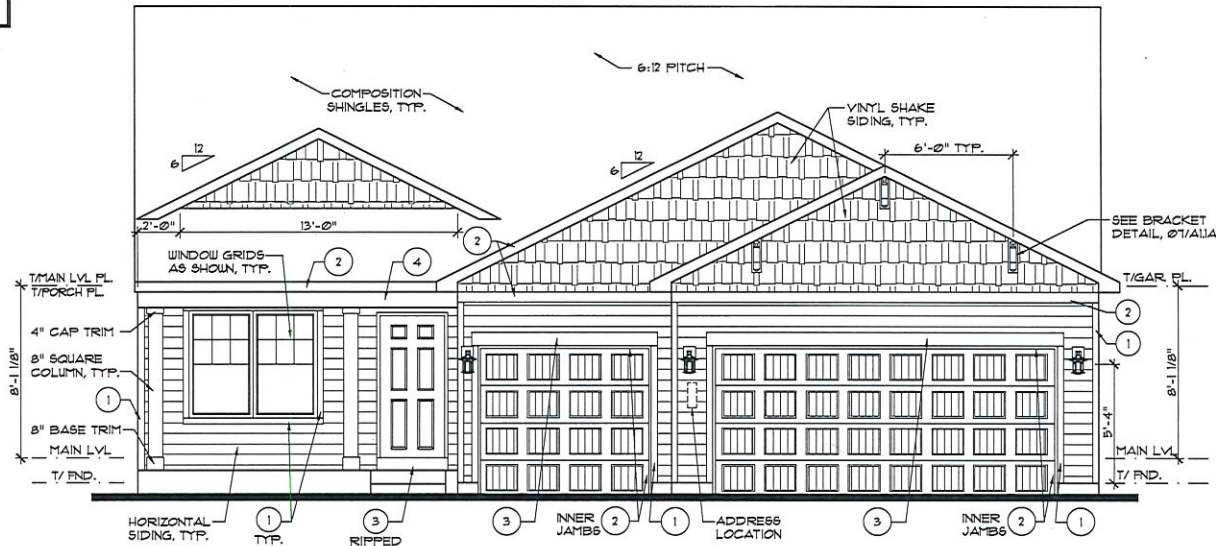 6:12 PITCH
COMPOSITION
SHINGLES, TYP.
VINYL SHAKE
SIDING, TYP.
12
6
12
6
6'-0" TYP.
SEE BRACKET
DETAIL, 07/A1.1A
2'-0"
13'-0"
2
WINDOW GRIDS
AS SHOWN, TYP.
2
4
T/MAIN LVL PL.
T/PORCH PL.
T/GAR. PL.
2
4" CAP TRIM
1
8" SQUARE
COLUMN, TYP.
8'-1 1/8"
8'-1 1/8"
1
5'-4"
8" BASE TRIM
MAIN LVL
MAIN LVL
T/ FND.
T/ FND.
HORIZONTAL
SIDING, TYP.
1
TYP.
3
RIPPED
3
INNER
JAMBS
2
1
ADDRESS
LOCATION
3
INNER
JAMBS
2
1